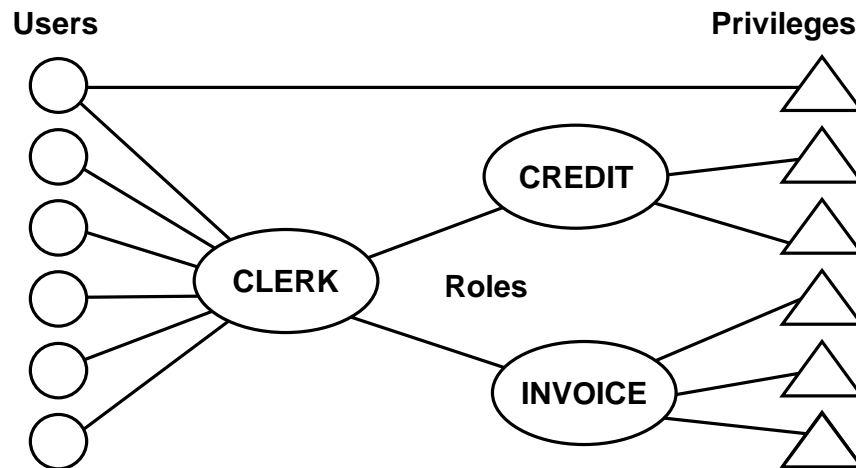 Users
Privileges
CREDIT
CLERK
Roles
INVOICE